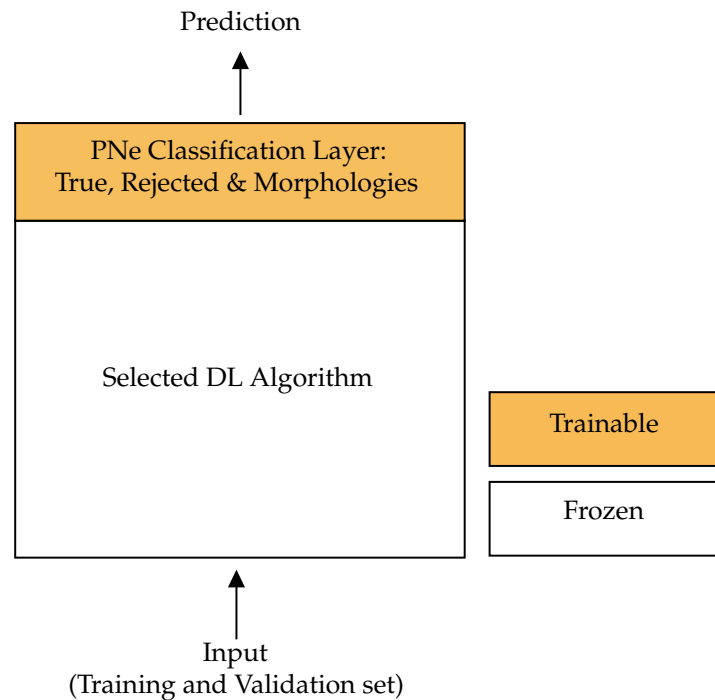 Prediction
PNe Classification Layer:
True, Rejected & Morphologies
Selected DL Algorithm
Trainable
Frozen
Input
(Training and Validation set)